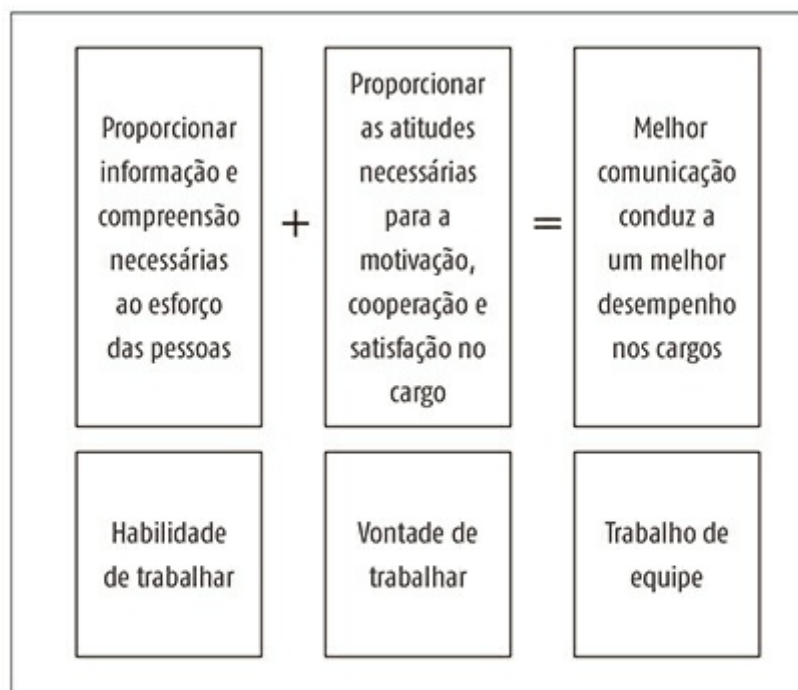 Proporcionar
informação e
compreensão
necessárias
ao esforço
das pessoas
+
Proporcionar
as atitudes
necessárias
para a
motivação,
cooperação e
satisfação no
cargo
=
Melhor
comunicação
conduz a
um melhor
desempenho
nos cargos
Habilidade
de trabalhar
Vontade de
trabalhar
Trabalho de
equipe